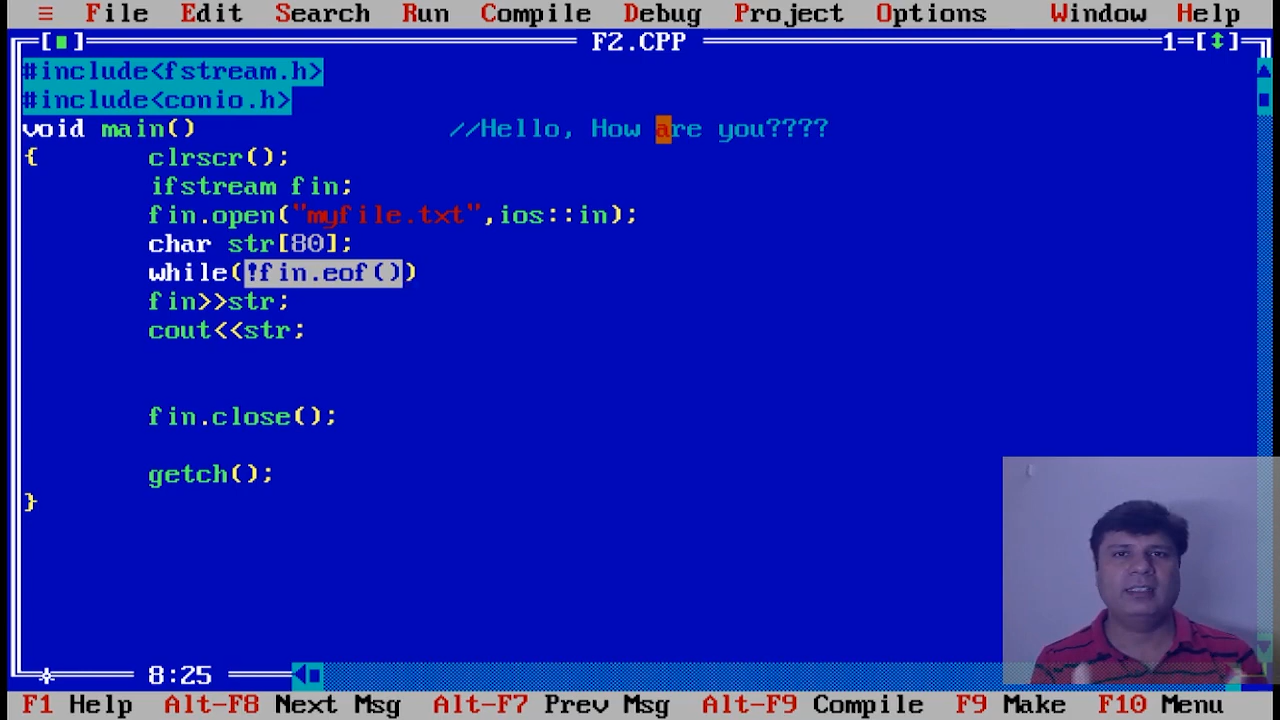 ≡ File Edit Search Run Compile Debug Project Options Window Help
[■] F2.CPP 1=[↕]
#include<fstream.h>
#include<conio.h>
void main() //Hello, How are you????
{ clrscr();
ifstream fin;
fin.open("myfile.txt",ios::in);
char str[80];
while(!fin.eof())
fin>>str;
cout<<str;
fin.close();
getch();
}
8:25
F1 Help Alt-F8 Next Msg Alt-F7 Prev Msg Alt-F9 Compile F9 Make F10 Menu